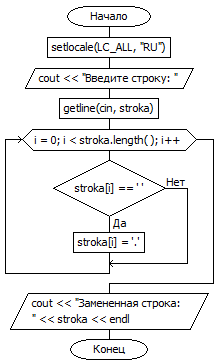 Начало
setlocale(LC_ALL, "RU")
cout << "Введите строку: "
getline(cin, stroka)
i = 0; i < stroka.length( ); i++
stroka[i] == ' '
Нет
Да
stroka[i] = '.'
cout << "Замененная строка:
" << stroka << endl
Конец